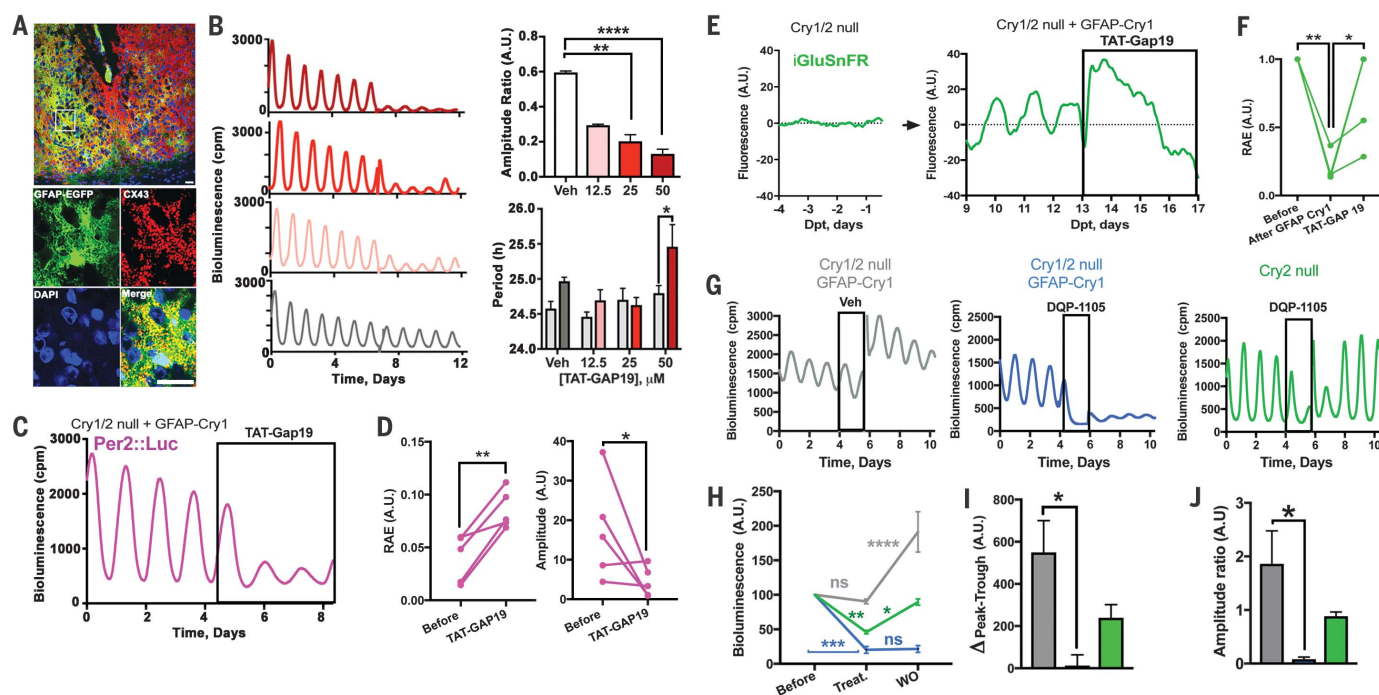 A
GFAP-EGFP
CX43
DAPI
Merge
B
3000
0
3000
0
3000
0
3000
0
Bioluminescence (cpm)
0 4 8 12
Time, Days
Amlpitude Ratio (A.U.)
0.8
0.6
0.4
0.2
0.0
****
**
Veh 12.5 25 50
Period (h)
26.0
25.5
25.0
24.5
24.0
*
Veh 12.5 25 50
[TAT-GAP19], μM
C
Cry1/2 null + GFAP-Cry1
TAT-Gap19
Per2::Luc
Bioluminescence (cpm)
3000
2000
1000
0
0 2 4 6 8
Time, Days
D
RAE (A.U.)
0.15
0.10
0.05
0.00
**
Before
TAT-GAP19
Amplitude (A.U)
40
30
20
10
0
*
Before
TAT-GAP19
E
Cry1/2 null
iGluSnFR
Fluorescence (A.U.)
40
20
0
-20
-40
-4 -3 -2 -1
Dpt, days
Cry1/2 null + GFAP-Cry1
TAT-Gap19
Fluorescence (A.U.)
40
20
0
-20
-40
9 10 11 12 13 14 15 16 17
Dpt, days
F
** *
RAE (A.U.)
1.0
0.5
0.0
Before
After GFAP Cry1
TAT-GAP 19
G
Cry1/2 null
GFAP-Cry1
Veh
Bioluminescence (cpm)
3000
2500
2000
1500
1000
500
0
0 2 4 6 8 10
Time, Days
Cry1/2 null
GFAP-Cry1
DQP-1105
Bioluminescence (cpm)
2500
2000
1500
1000
500
0
0 2 4 6 8 10
Time, Days
Cry2 null
DQP-1105
Bioluminescence (cpm)
2500
2000
1500
1000
500
0
0 2 4 6 8 10
Time, Days
H
Bioluminescence (A.U.)
250
200
150
100
50
0
ns
****
**
*
***
ns
Before
Treat.
WO
I
Δ Peak-Trough (A.U.)
800
600
400
200
0
*
J
Amplitude ratio (A.U)
3
2
1
0
*